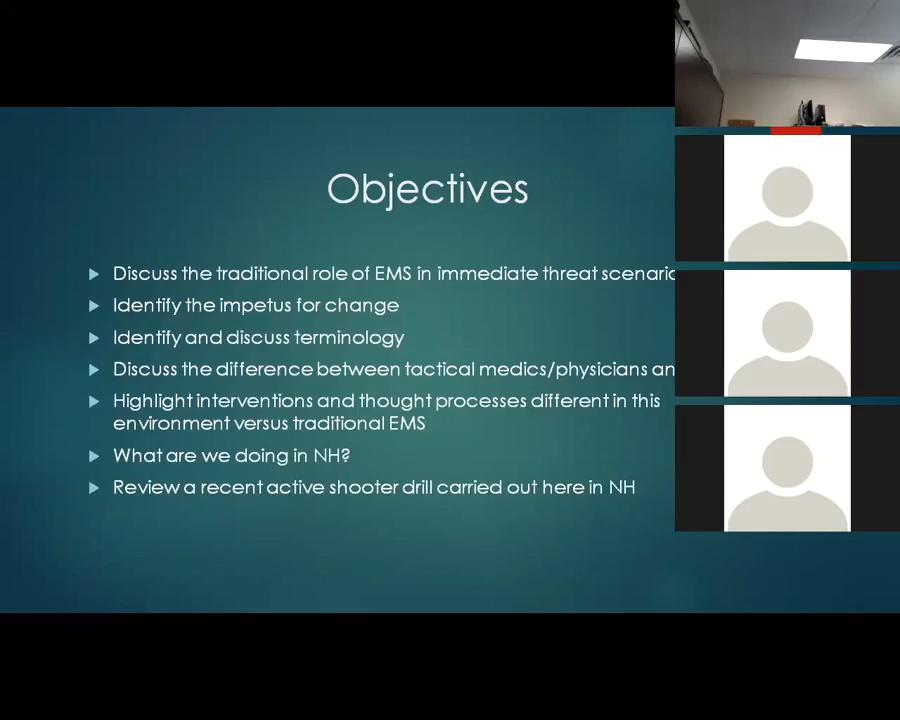 Objectives
Discuss the traditional role of EMS in immediate threat
Identify the impetus for change
Identify and discuss terminology
Discuss the difference between tactical medics/physicians
Highlight interventions and thought processes different in this
environment versus traditional EMS
What are we doing in NH?
Review a recent active shooter drill carried out here in NH